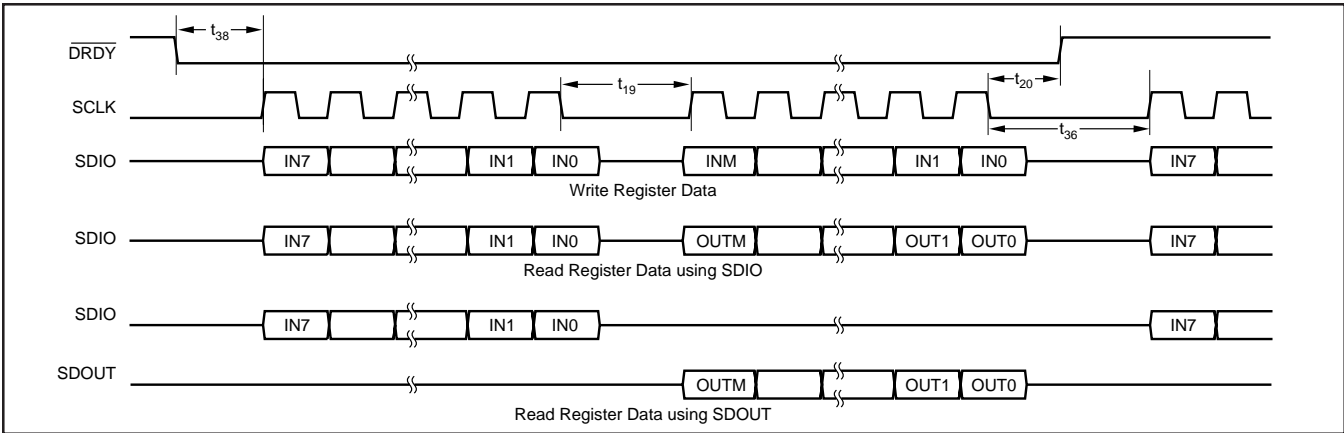 t38
DRDY
t19
t20
SCLK
t36
SDIO IN7 IN1 IN0 INM IN1 IN0 IN7
Write Register Data
SDIO IN7 IN1 IN0 OUTM OUT1 OUT0 IN7
Read Register Data using SDIO
SDIO IN7 IN1 IN0 IN7
SDOUT OUTM OUT1 OUT0
Read Register Data using SDOUT